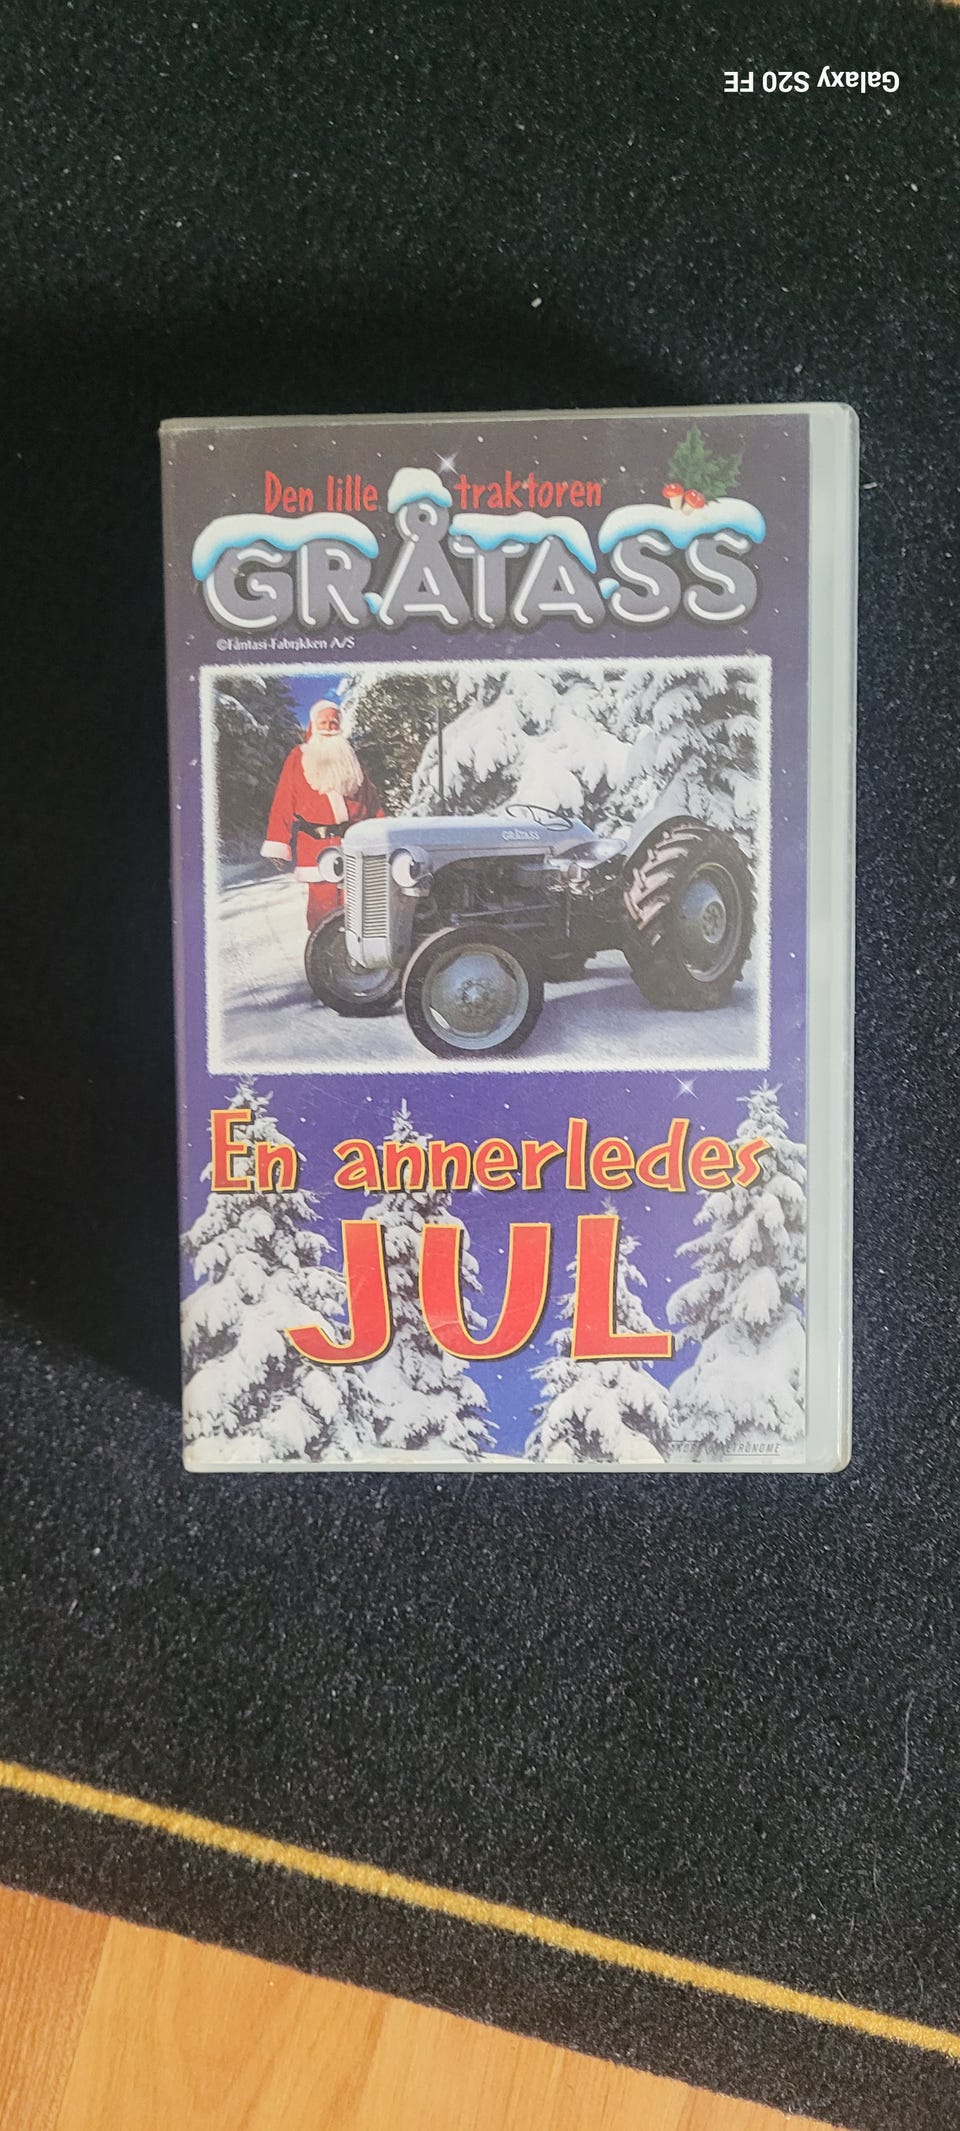 Galaxy S20 FE
Den lille traktoren
GRÅTASS
©Fantasi-Fabrikken A/S
GRÅTASS
En annerledes
JUL